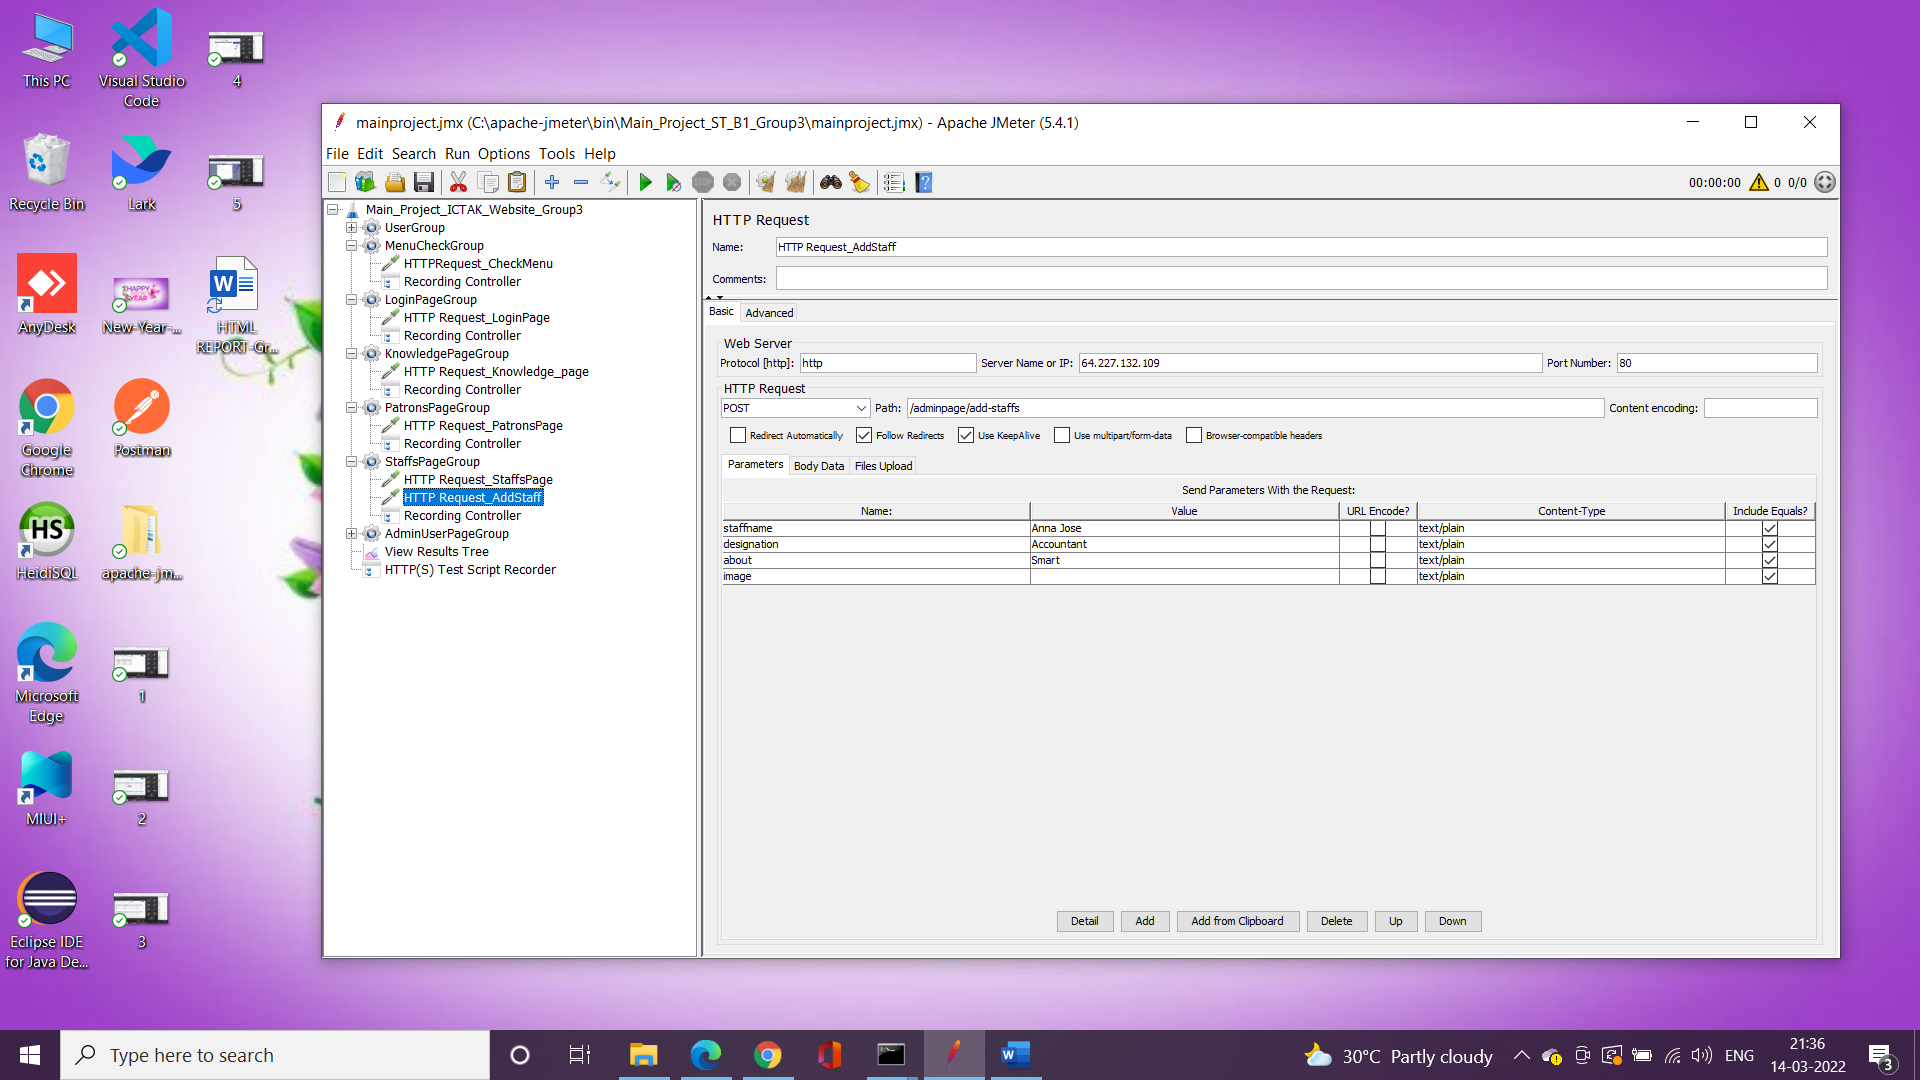 This PC
Visual Studio
Code
4
Recycle Bin
Lark
5
AnyDesk
HAPPY
New-Year-...
HTML
REPORT-Gr...
Google
Chrome
Postman
HeidiSQL
apache-jm...
Microsoft
Edge
1
MIUI+
2
Eclipse IDE
for Java De...
3
mainproject.jmx (C:\apache-jmeter\bin\Main_Project_ST_B1_Group3\mainproject.jmx) - Apache JMeter (5.4.1)
File Edit Search Run Options Tools Help
00:00:00 0 0/0
Main_Project_ICTAK_Website_Group3
UserGroup
MenuCheckGroup
HTTPRequest_CheckMenu
Recording Controller
LoginPageGroup
HTTP Request_LoginPage
Recording Controller
KnowledgePageGroup
HTTP Request_Knowledge_page
Recording Controller
PatronsPageGroup
HTTP Request_PatronsPage
Recording Controller
StaffsPageGroup
HTTP Request_StaffsPage
HTTP Request_AddStaff
Recording Controller
AdminUserPageGroup
View Results Tree
HTTP(S) Test Script Recorder
HTTP Request
Name: HTTP Request_AddStaff
Comments:
Basic Advanced
Web Server
Protocol [http]: http Server Name or IP: 64.227.132.109 Port Number: 80
HTTP Request
POST Path: /adminpage/add-staffs Content encoding:
Redirect Automatically Follow Redirects Use KeepAlive Use multipart/form-data Browser-compatible headers
Parameters Body Data Files Upload
Send Parameters With the Request:
Name: Value URL Encode? Content-Type Include Equals?
staffname Anna Jose text/plain
designation Accountant text/plain
about Smart text/plain
image text/plain
Detail Add Add from Clipboard Delete Up Down
Type here to search
30°C Partly cloudy
ENG
21:36
14-03-2022
3